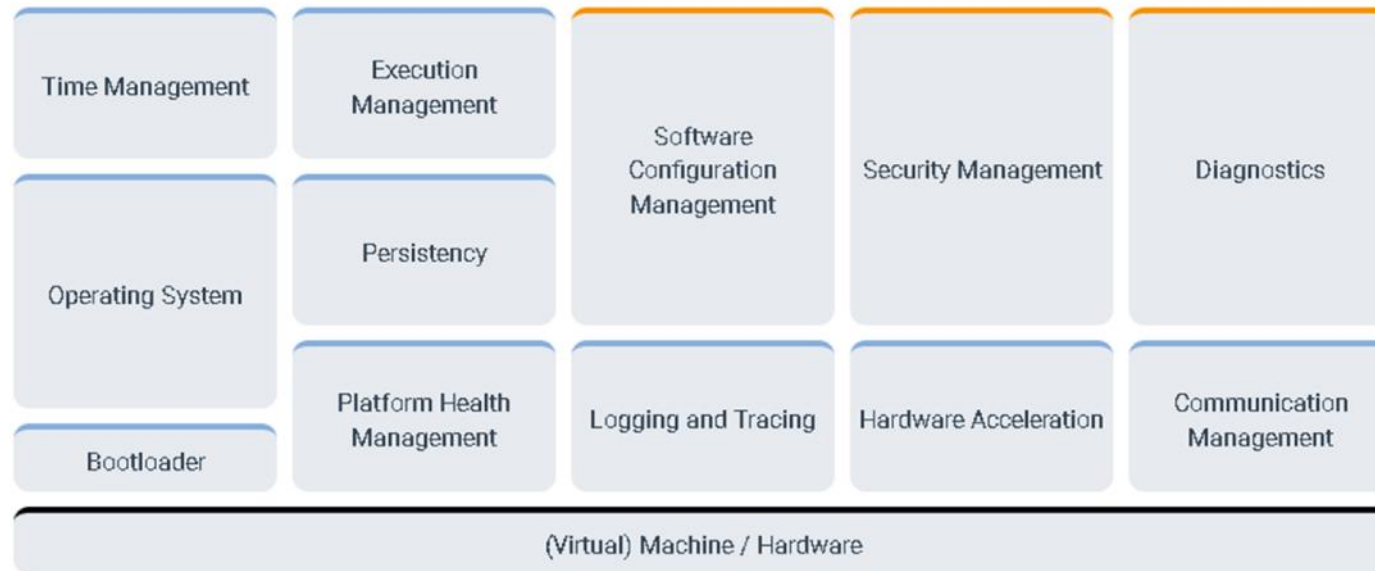 Time Management
Execution
Management
Software
Configuration
Management
Security Management
Diagnostics
Operating System
Persistency
Platform Health
Management
Logging and Tracing
Hardware Acceleration
Communication
Management
Bootloader
(Virtual) Machine / Hardware